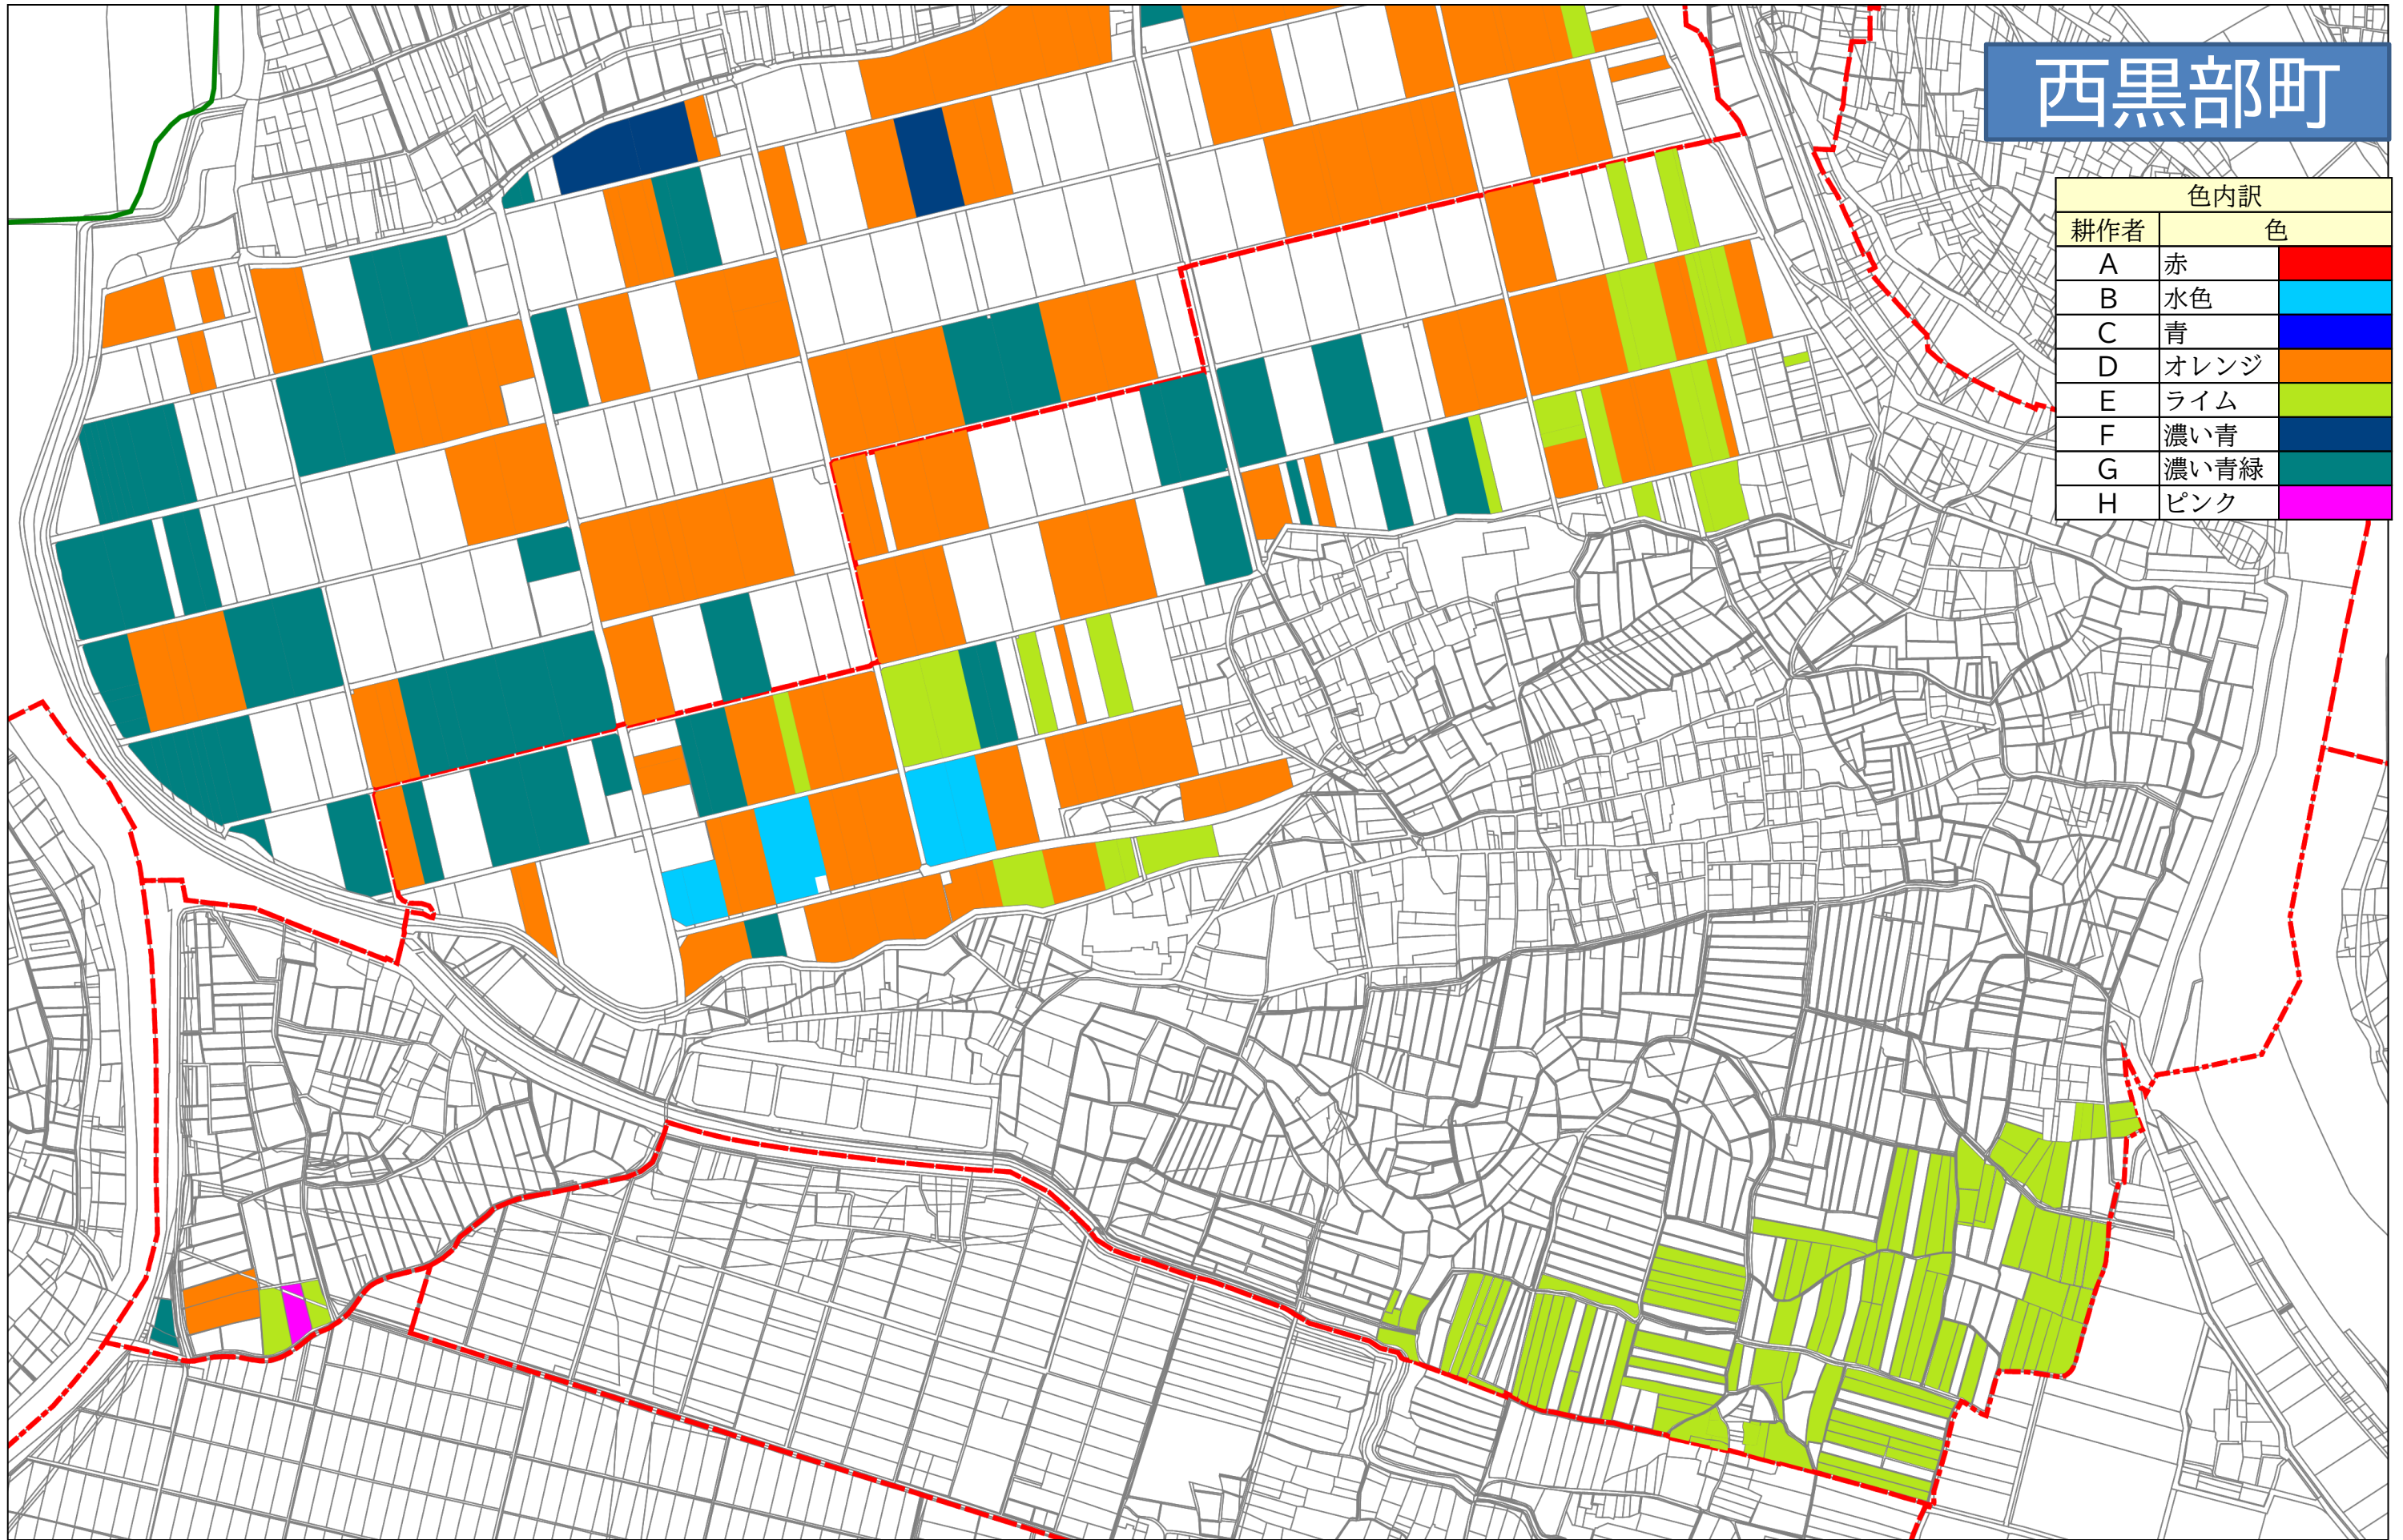 西黒部町
色内訳
耕作者 色
A 赤
B 水色
C 青
D オレンジ
E ライム
F 濃い青
G 濃い青緑
H ピンク